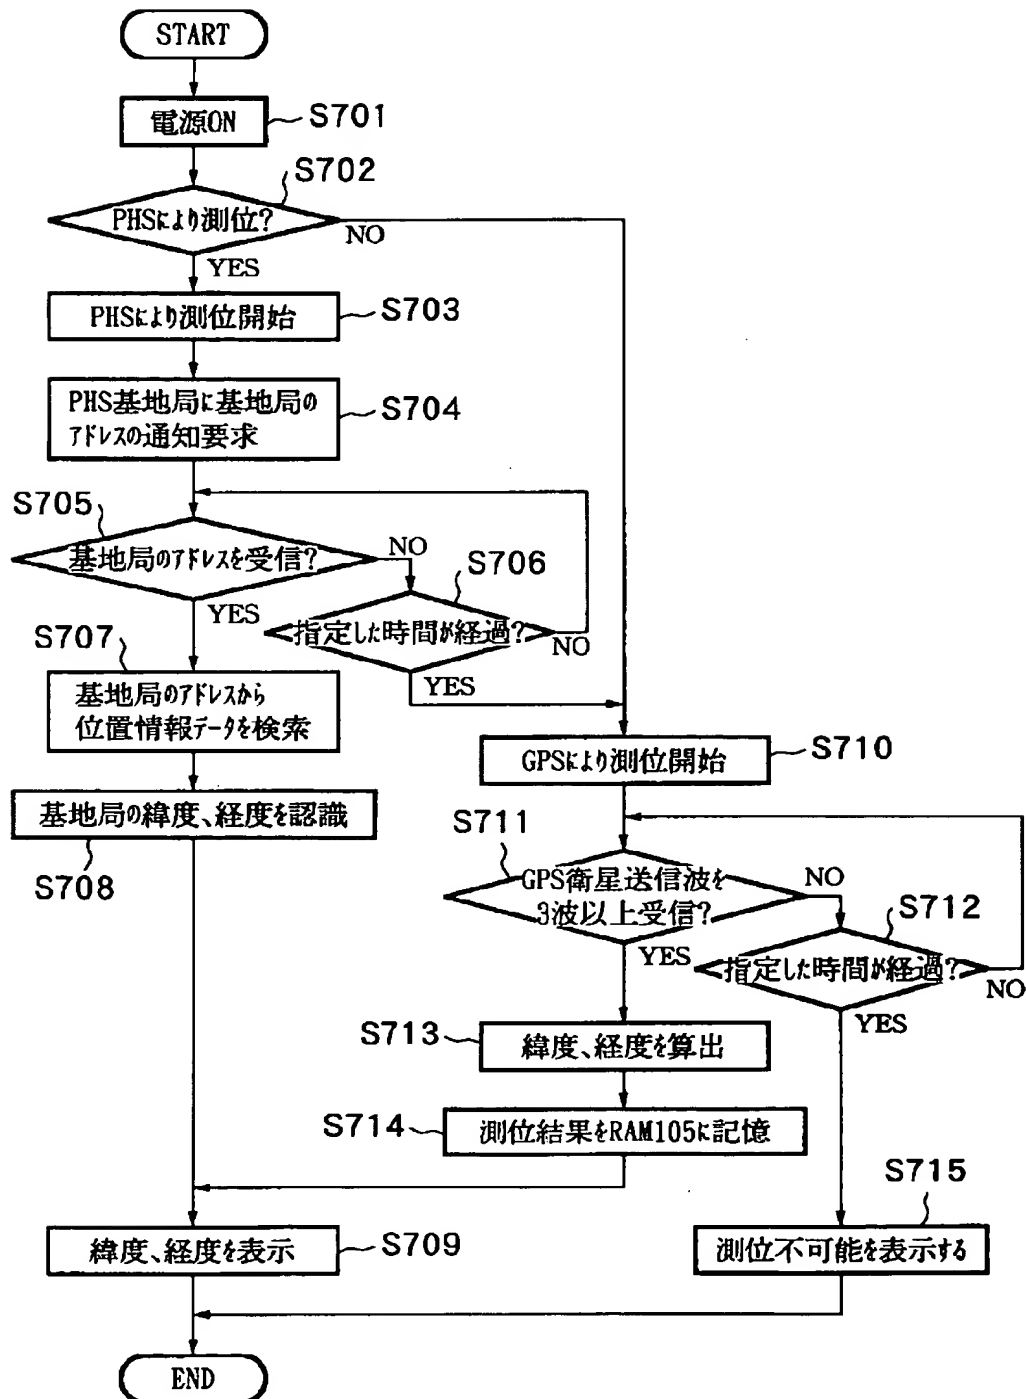 START
電源ON
S701
S702
PHSにより測位?
NO
YES
PHSにより測位開始
S703
PHS基地局に基地局の
アドレスの通知要求
S704
S705
基地局のアドレスを受信?
NO
YES
S706
指定した時間が経過?
NO
YES
S707
基地局のアドレスから
位置情報データを検索
基地局の緯度、経度を認識
S708
GPSにより測位開始
S710
S711
GPS衛星送信波を
3波以上受信?
NO
YES
S712
指定した時間が経過?
NO
YES
S713
緯度、経度を算出
S714
測位結果をRAM105に記憶
緯度、経度を表示
S709
S715
測位不可能を表示する
END